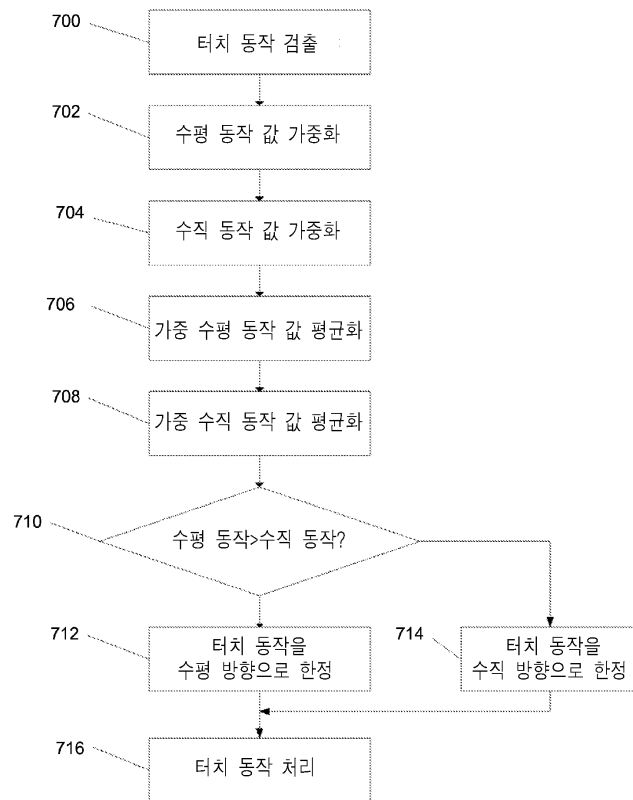 700
터치 동작 검출
702
수평 동작 값 가중화
704
수직 동작 값 가중화
706
가중 수평 동작 값 평균화
708
가중 수직 동작 값 평균화
710
수평 동작>수직 동작?
712
터치 동작을
수평 방향으로 한정
714
터치 동작을
수직 방향으로 한정
716
터치 동작 처리